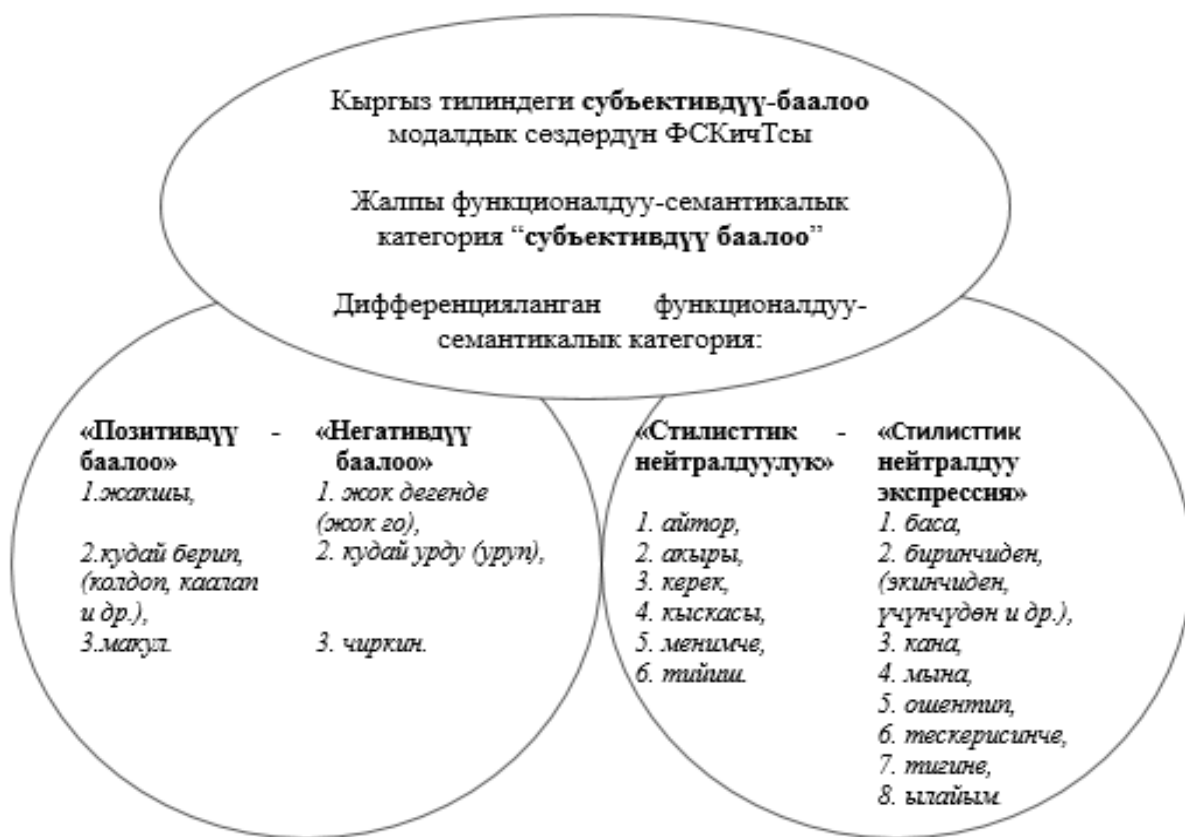 Кыргыз тилиндеги субъективдүү-баалоо
модалдык сөздөрдүн ФСКичТсы
Жалпы функционалдуу-семантикалык
категория “субъективдүү баалоо”
Дифференцияланган функционалдуу-
семантикалык категория:
«Позитивдүү -
баалоо»
1.жакшы,
2.кудай берип,
(колдоп, каалап
и др.),
3.макул.
«Негативдүү
баалоо»
1. жок дегенде
(жок го),
2. кудай урду (уруп),
3. чиркин.
«Стилисттик -
нейтралдуулук»
1. айтор,
2. акыры,
3. керек,
4. кыскасы,
5. менимче,
6. тийиш.
«Стилисттик
нейтралдуу
экспрессия»
1. баса,
2. биринчиден,
(экинчиден,
үчүнчүдөн и др.),
3. кана,
4. мына,
5. ошентип,
6. тескерисинче,
7. тигине,
8. ылайым.